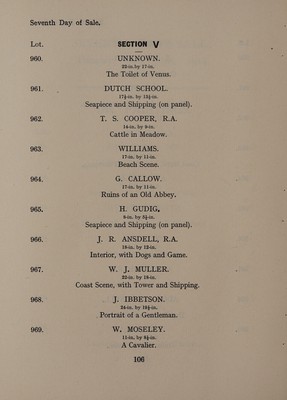 Seventh Day of Sale.
Lot. SECTION V
960. UNKNOWN.
22-in. by 17-in.
The Toilet of Venus.
961. DUTCH SCHOOL.
17½-in. by 13½-in.
Seapiece and Shipping (on panel).
962. T. S. COOPER, R.A.
14-in. by 9-in.
Cattle in Meadow.
963. WILLIAMS.
17-in. by 11-in.
Beach Scene.
964. G. CALLOW.
17-in. by 11-in.
Ruins of an Old Abbey.
965. H. GUDIG.
8-in. by 5½-in.
Seapiece and Shipping (on panel).
966. J. R. ANSDELL, R.A.
18-in. by 12-in.
Interior, with Dogs and Game.
967. W. J. MULLER.
22-in. by 18-in.
Coast Scene, with Tower and Shipping.
968. J. IBBETSON.
24-in. by 19½-in.
Portrait of a Gentleman.
969. W. MOSELEY.
11-in. by 8½-in.
A Cavalier.
106